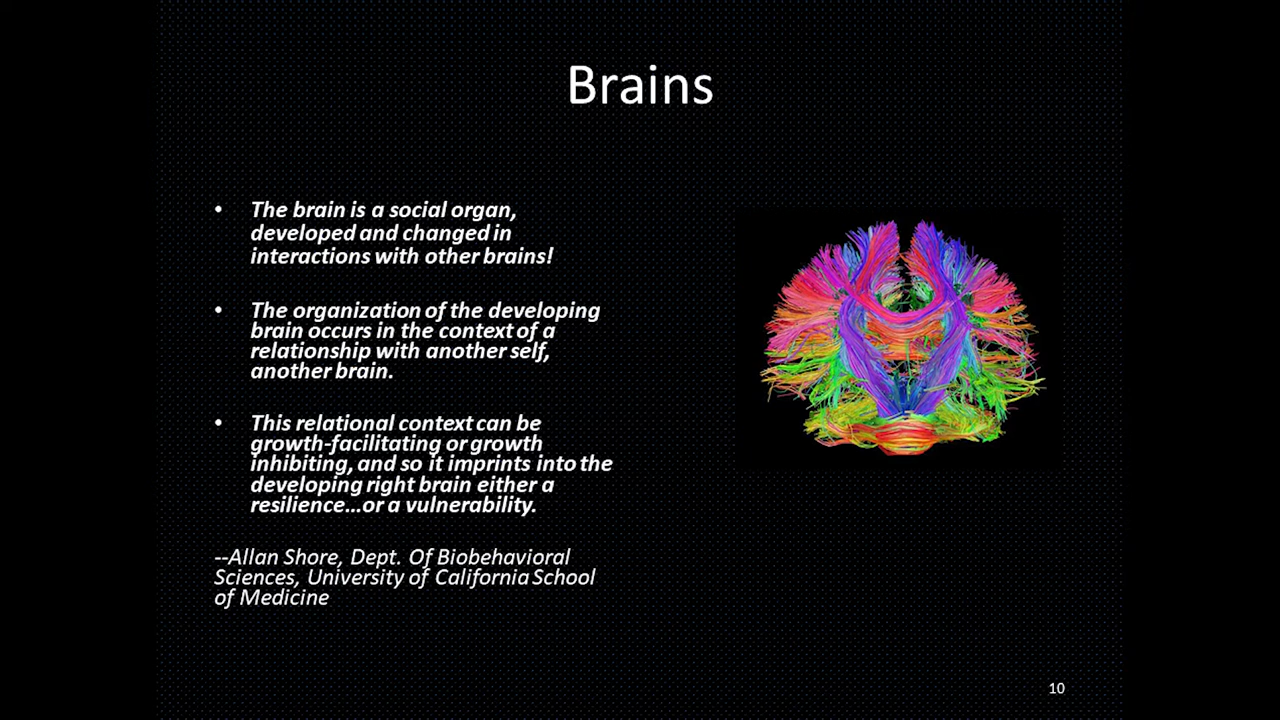 Brains
• The brain is a social organ,
developed and changed in
interactions with other brains!
• The organization of the developing
brain occurs in the context of a
relationship with another self,
another brain.
• This relational context can be
growth-facilitating or growth
inhibiting, and so it imprints into the
developing right brain either a
resilience...or a vulnerability.
--Allan Shore, Dept. Of Biobehavioral
Sciences, University of California School
of Medicine
10